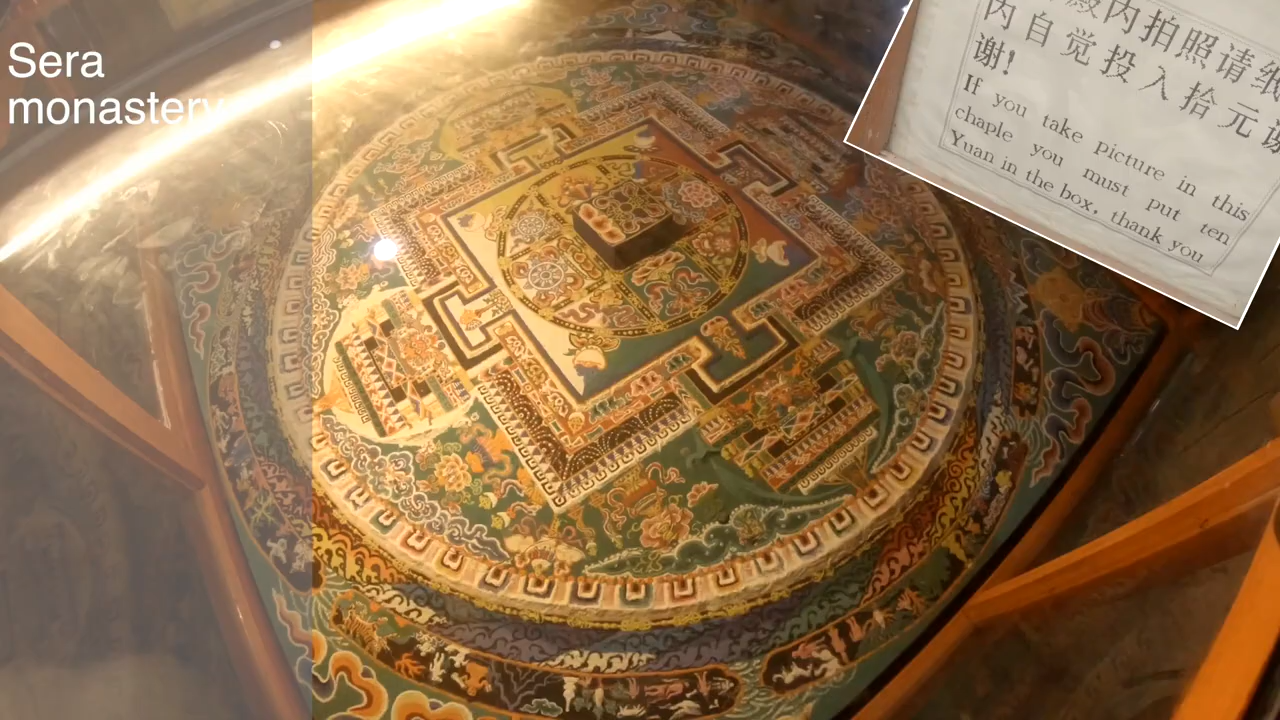 Sera
monastery
殿内拍照请
内自觉投入拾元
谢!
If you take picture in this
chaple you must put ten
Yuan in the box, thank you